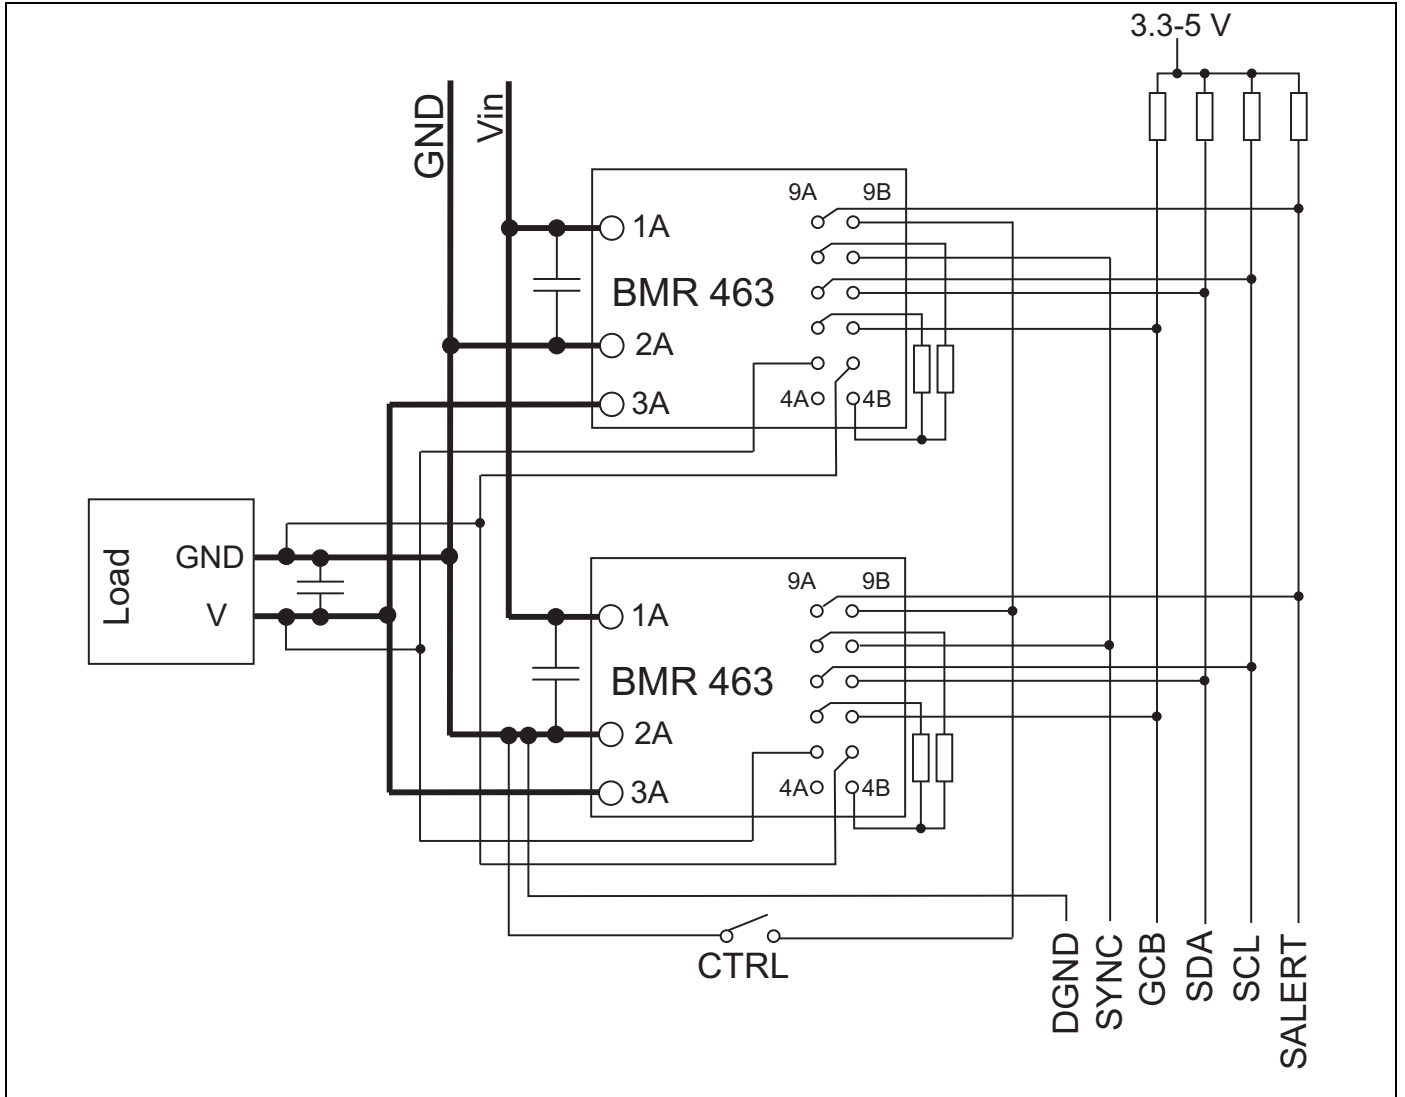 3.3-5 V
GND
Vin
9A 9B
1A
BMR 463
2A
3A
4A 4B
Load
GND
V
9A 9B
1A
BMR 463
2A
3A
4A 4B
CTRL
DGND
SYNC
GCB
SDA
SCL
SALERT